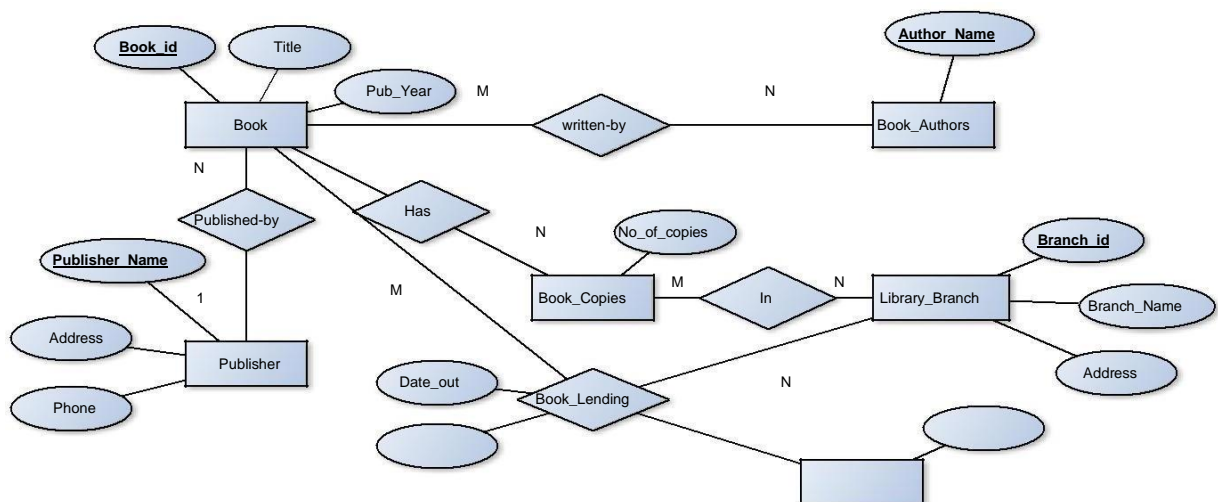 Book_id
Title
Author_Name
Pub_Year
M
N
Book
written-by
Book_Authors
N
Has
Published-by
No_of_copies
N
Branch_id
Publisher_Name
1
M
Book_Copies
M
In
N
Library_Branch
Branch_Name
Address
Publisher
Address
Date_out
N
Book_Lending
Phone